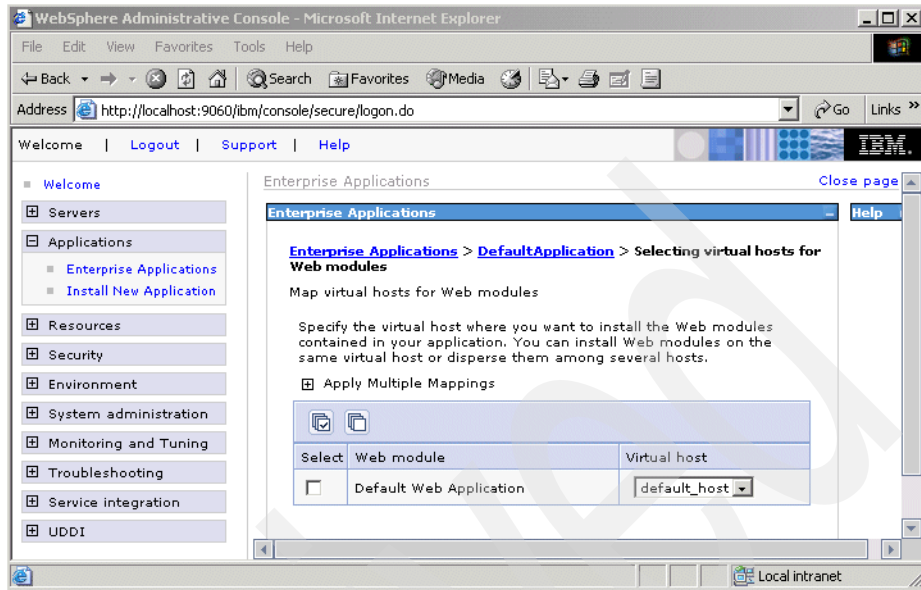 WebSphere Administrative Console - Microsoft Internet Explorer
File Edit View Favorites Tools Help
Back Search Favorites Media
Address http://localhost:9060/ibm/console/secure/logon.do Go Links »
Welcome | Logout | Support | Help IBM.
Welcome
Servers
Applications
Enterprise Applications
Install New Application
Resources
Security
Environment
System administration
Monitoring and Tuning
Troubleshooting
Service integration
UDDI
Enterprise Applications Close page
Enterprise Applications
Help
Enterprise Applications > DefaultApplication > Selecting virtual hosts for
Web modules
Map virtual hosts for Web modules
Specify the virtual host where you want to install the Web modules
contained in your application. You can install Web modules on the
same virtual host or disperse them among several hosts.
Apply Multiple Mappings
Select Web module Virtual host
Default Web Application default_host
Local intranet